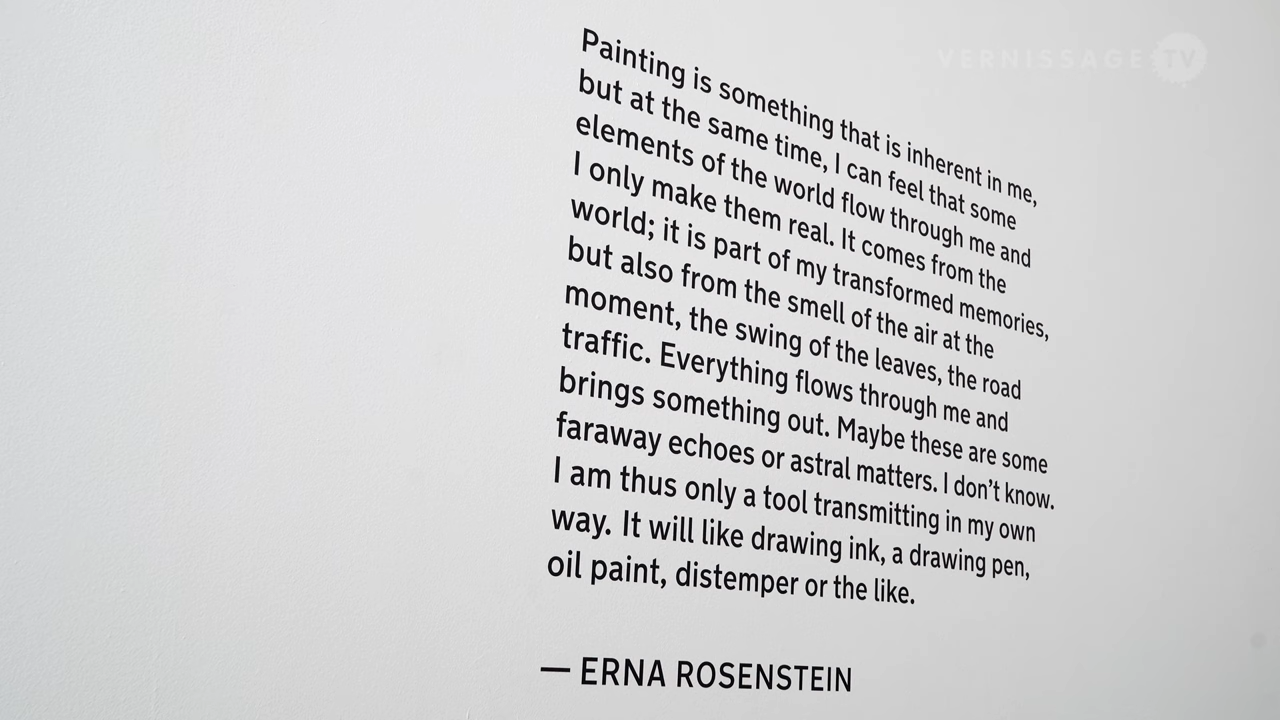 VERNISSAGE TV
Painting is something that is inherent in me,
but at the same time, I can feel that some
elements of the world flow through me and
I only make them real. It comes from the
world; it is part of my transformed memories,
but also from the smell of the air at the
moment, the swing of the leaves, the road
traffic. Everything flows through me and
brings something out. Maybe these are some
faraway echoes or astral matters. I don't know.
I am thus only a tool transmitting in my own
way. It will like drawing ink, a drawing pen,
oil paint, distemper or the like.
— ERNA ROSENSTEIN